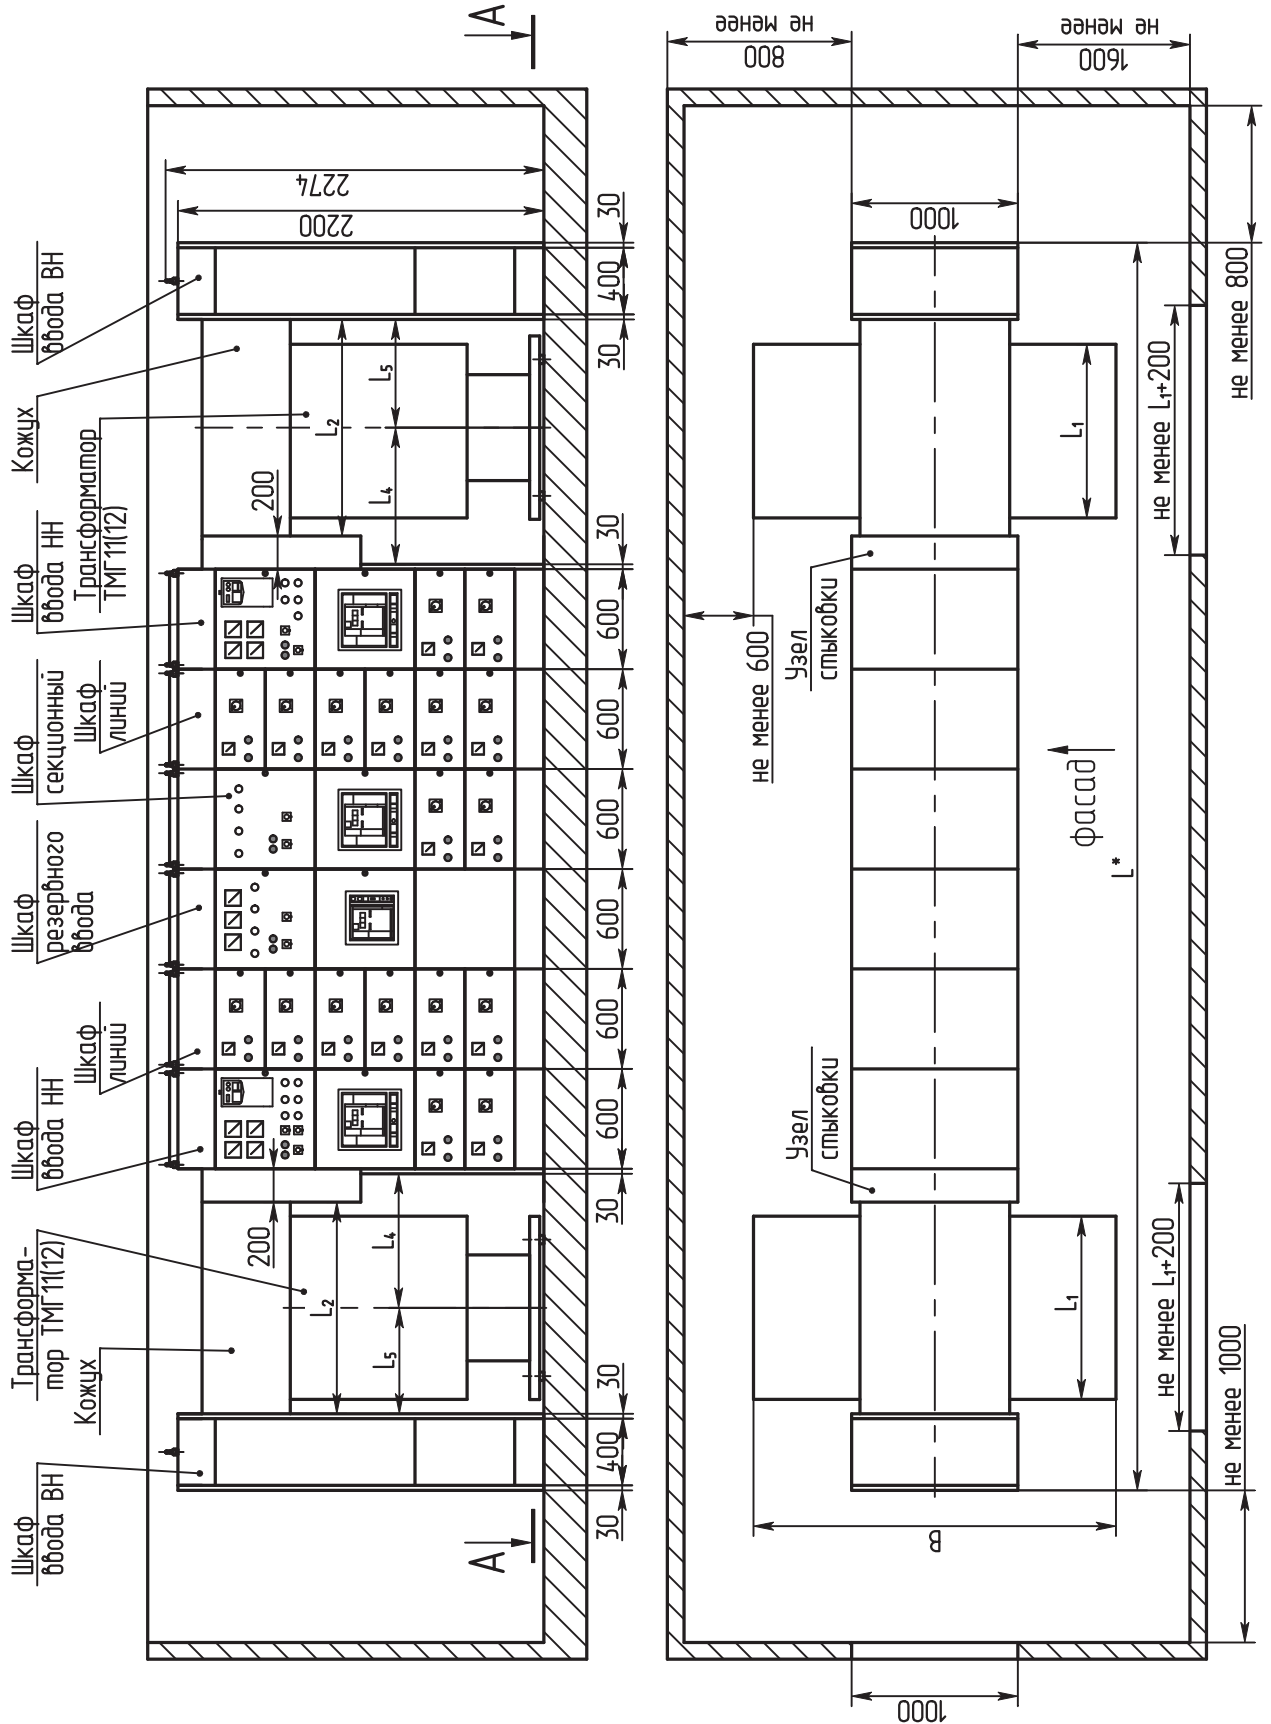 А
А
Шкаф
ввода ВН
Трансформа-
тор ТМГ11(12)
Кожух
Шкаф
ввода НН
Шкаф
линий
Шкаф
резервного
ввода
Шкаф
секционный
Шкаф
линий
Шкаф
ввода НН
Трансформатор
ТМГ11(12)
Кожух
Шкаф
ввода ВН
2274
2200
200
200
L₂
L₅
L₄
L₂
L₄
L₅
30
400
30
30
600
600
600
600
600
600
30
30
400
30
не менее
800
не менее
1600
1000
1000
B
не менее 600
Узел
стыковки
Узел
стыковки
L₁
L₁
фасад
L*
не менее L₁+200
не менее L₁+200
не менее 1000
не менее 800